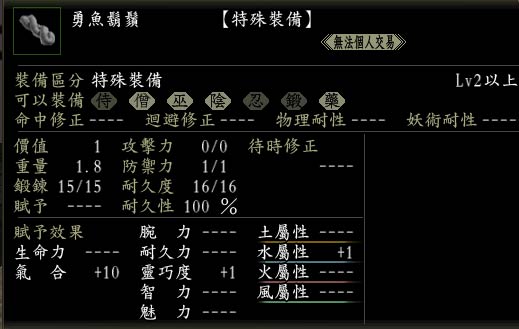 勇魚鬍鬚 【特殊裝備】
無法個人交易
裝備區分 特殊裝備 Lv2以上
可以裝備 侍 僧 巫 陰 忍 鍛 藥
命中修正 ---- 迴避修正 ---- 物理耐性 ---- 妖術耐性 ----
價值 1 攻擊力 0/0 待時修正
重量 1.8 防禦力 1/1 ----
鍛鍊 15/15 耐久度 16/16
賦予 ---- 耐久性 100 %
賦予效果 腕 力 ---- 土屬性 ----
生命力 ---- 耐久力 ---- 水屬性 +1
氣 合 +10 靈巧度 +1 火屬性 ----
智 力 ---- 風屬性 ----
魅 力 ----